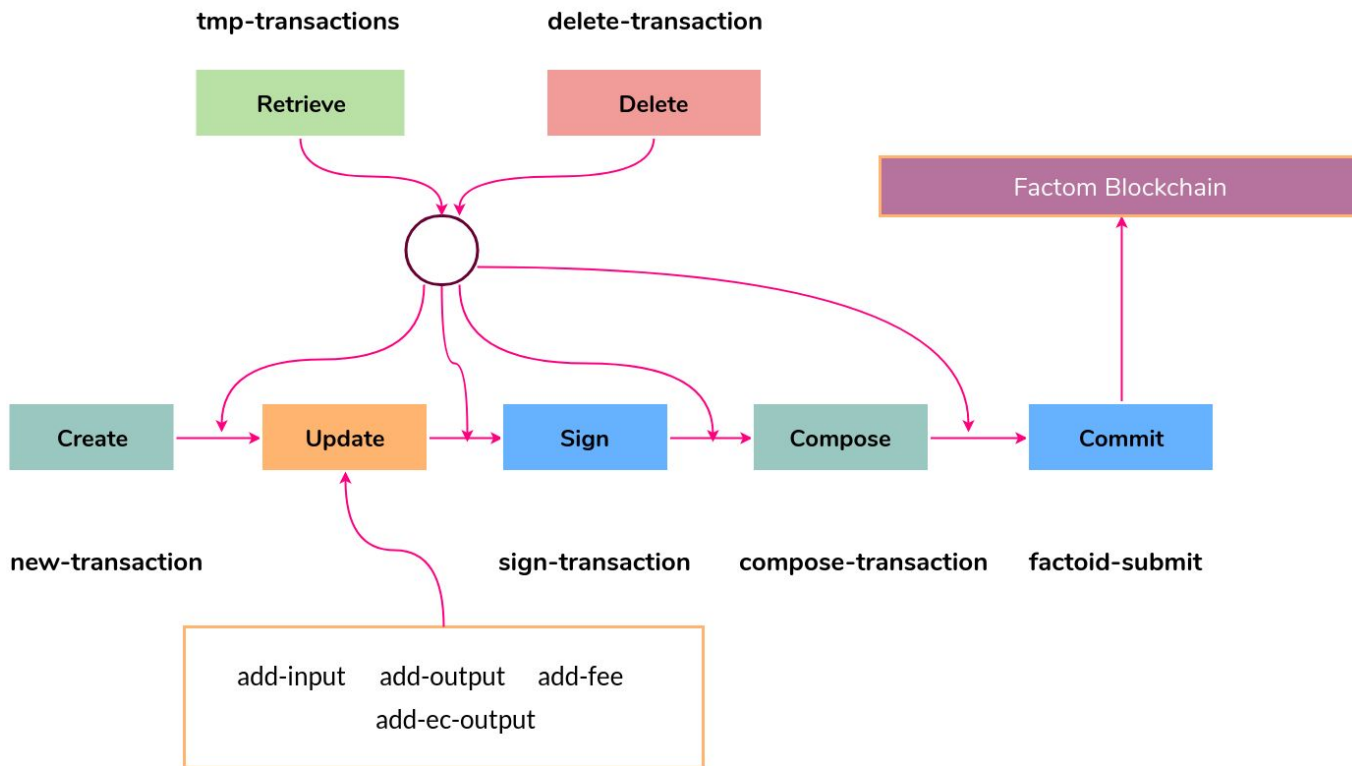 tmp-transactions delete-transaction
Retrieve Delete
Factom Blockchain
Create Update Sign Compose Commit
new-transaction sign-transaction compose-transaction factoid-submit
add-input add-output add-fee
add-ec-output